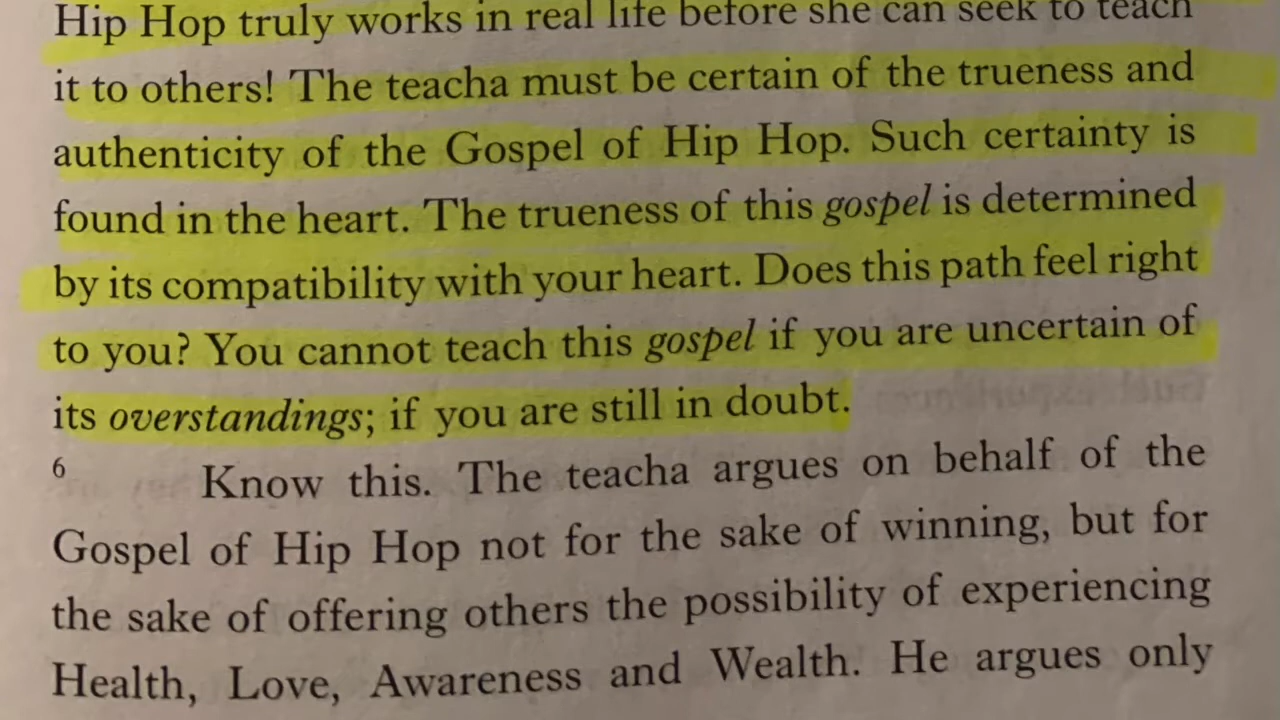 Hip Hop truly works in real life before she can seek to teach
it to others! The teacha must be certain of the trueness and
authenticity of the Gospel of Hip Hop. Such certainty is
found in the heart. The trueness of this gospel is determined
by its compatibility with your heart. Does this path feel right
to you? You cannot teach this gospel if you are uncertain of
its overstandings; if you are still in doubt.
6 Know this. The teacha argues on behalf of the
Gospel of Hip Hop not for the sake of winning, but for
the sake of offering others the possibility of experiencing
Health, Love, Awareness and Wealth. He argues only